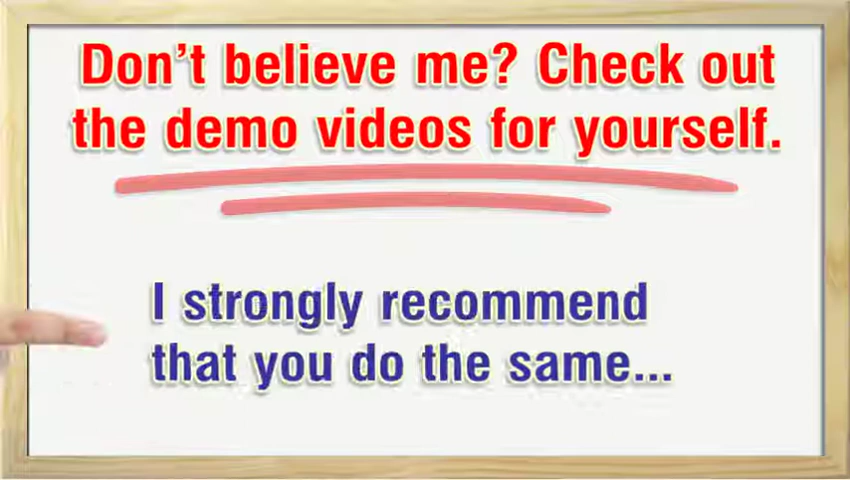 Don't believe me? Check out
the demo videos for yourself.
I strongly recommend
that you do the same...